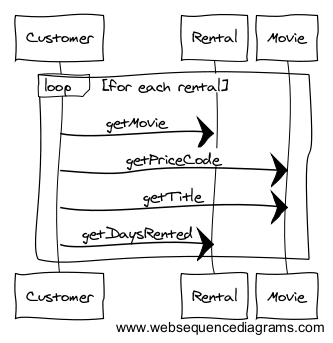 Customer Rental Movie
loop [for each rental]
getMovie
getPriceCode
getTitle
getDaysRented
Customer Rental Movie
www.websequencediagrams.com